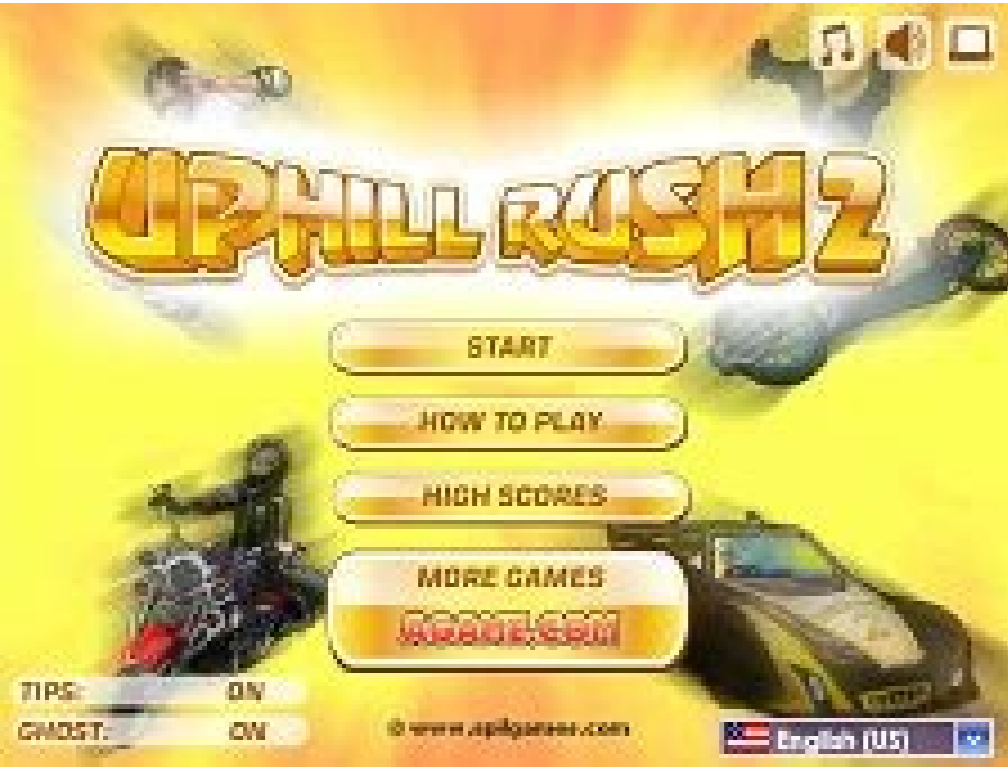 UPHILL RUSH 2
START
HOW TO PLAY
HIGH SCORES
MORE GAMES
TIPS: ON
GHOST: ON
© www.spilgames.com
English (US)